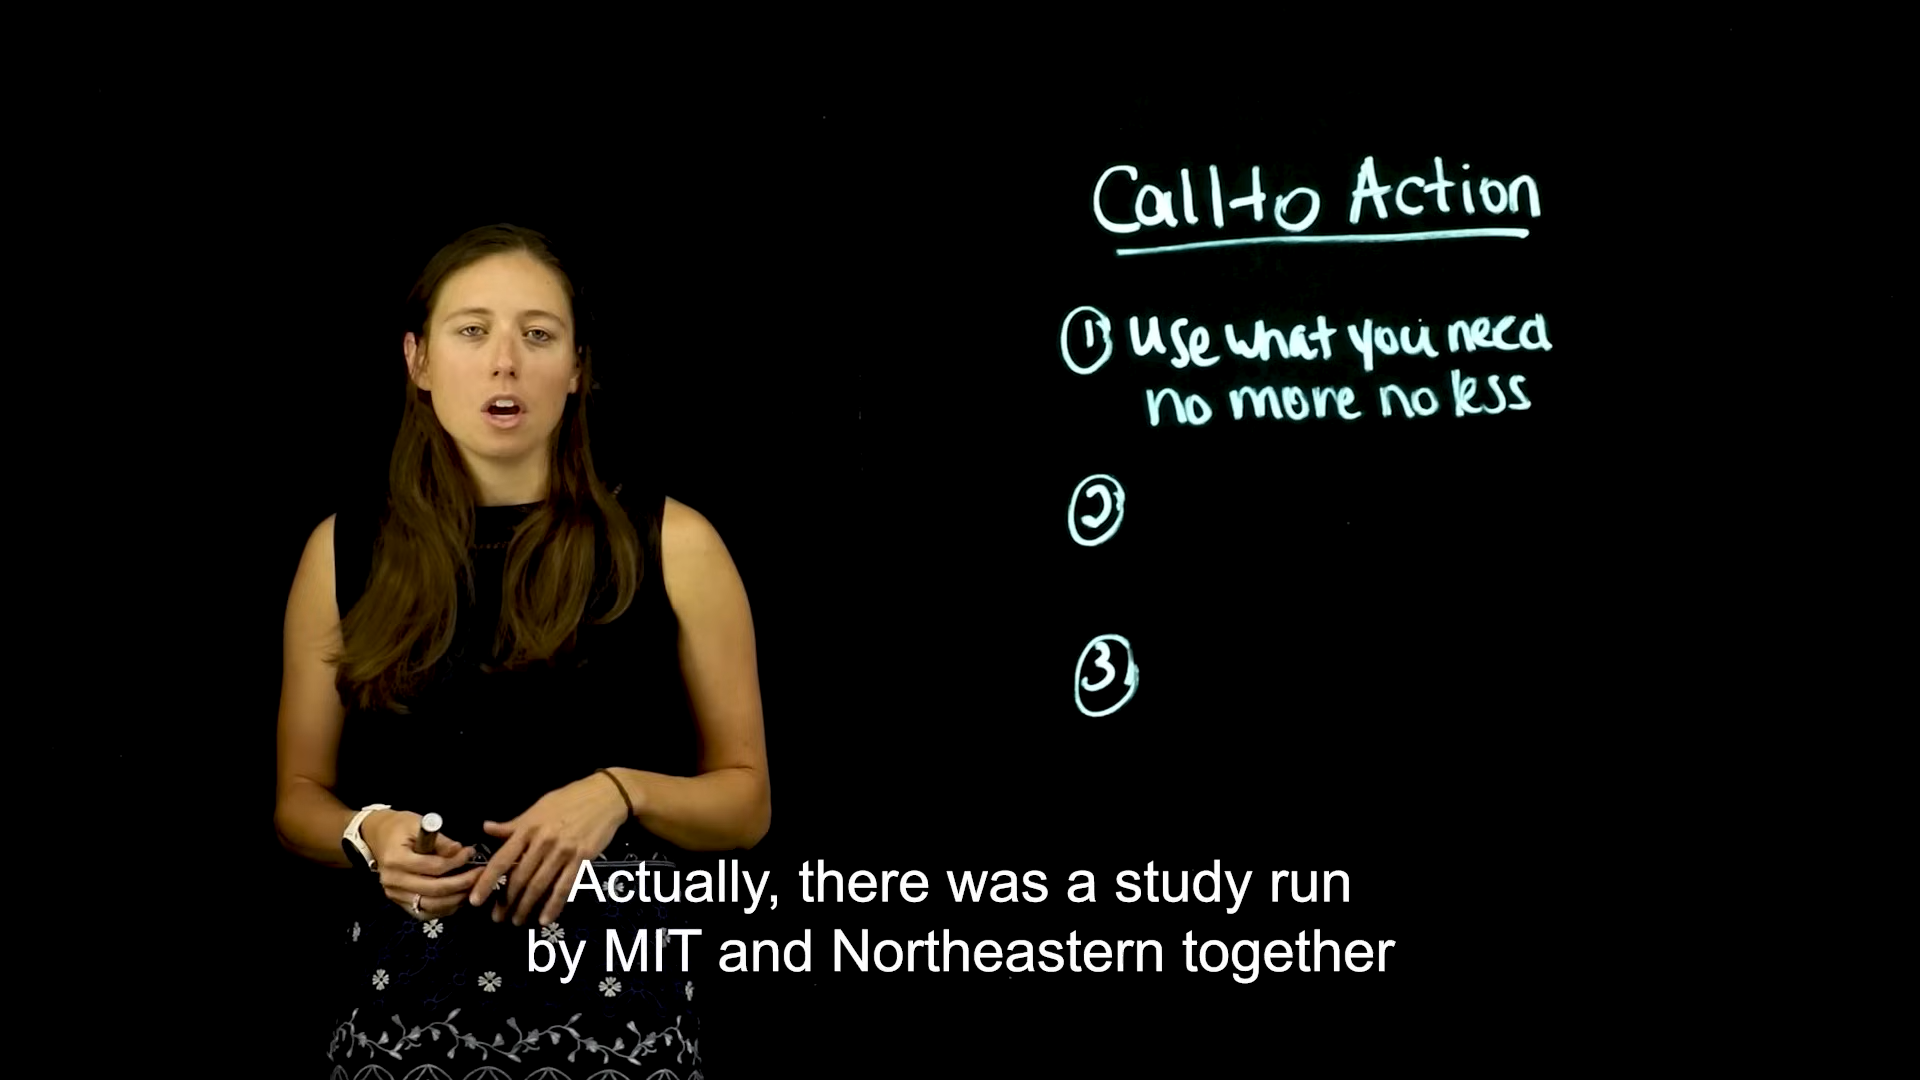 Call to Action
① Use what you need
no more no less
②
③
Actually, there was a study run
by MIT and Northeastern together